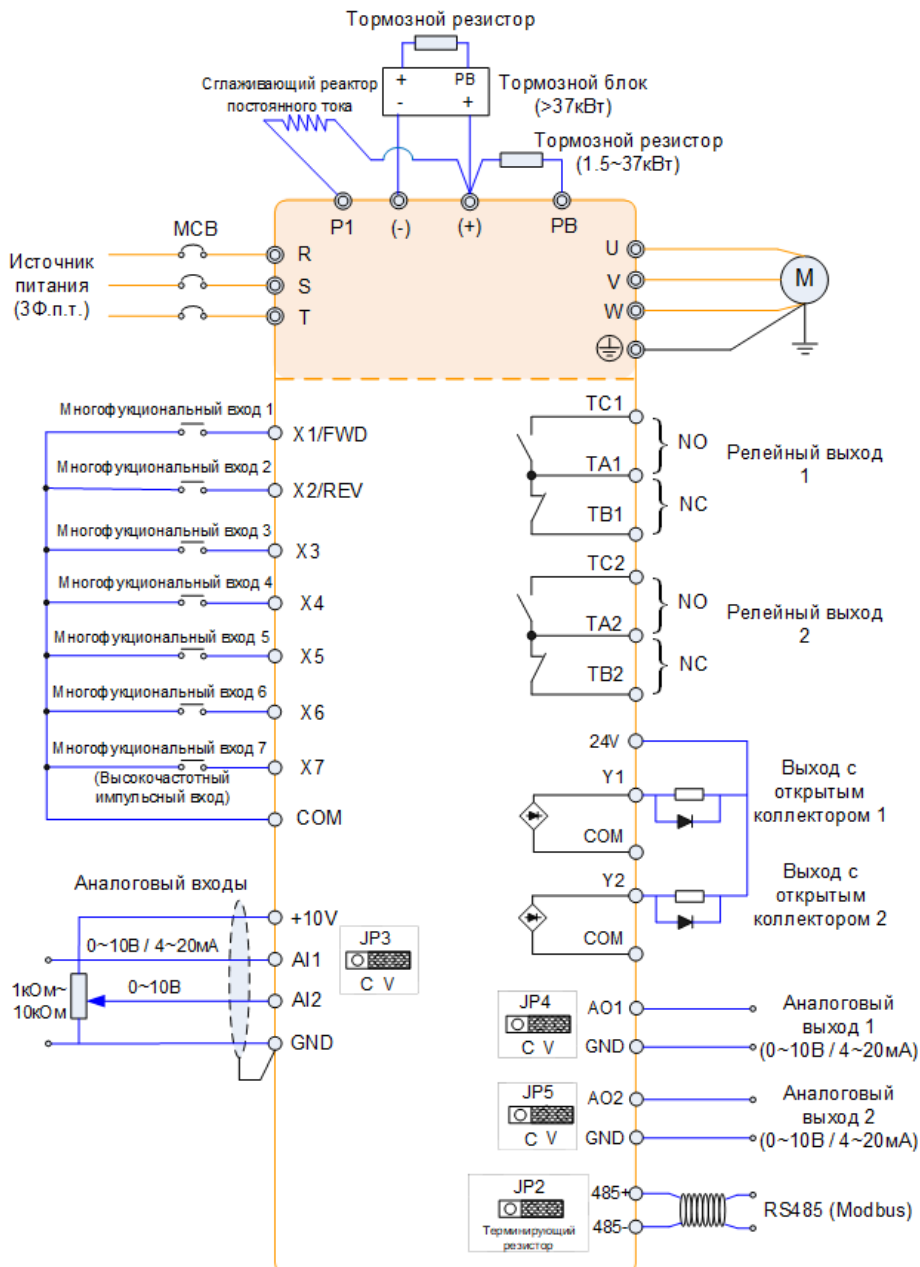 Тормозной резистор
Сглаживающий реактор
постоянного тока
+ PB
- +
Тормозной блок
(>37кВт)
Тормозной резистор
(1.5~37кВт)
P1 (-) (+) PB
MCB
Источник
питания
(3Ф.п.т.)
R
S
T
U
V
W
M
Многофукциональный вход 1
X1/FWD
Многофукциональный вход 2
X2/REV
Многофукциональный вход 3
X3
Многофукциональный вход 4
X4
Многофукциональный вход 5
X5
Многофукциональный вход 6
X6
Многофукциональный вход 7
(Высокочастотный
импульсный вход)
X7
COM
TC1
NO
TA1
NC
TB1
Релейный выход
1
TC2
NO
TA2
NC
TB2
Релейный выход
2
24V
Y1
COM
Выход с
открытым
коллектором 1
Y2
COM
Выход с
открытым
коллектором 2
Аналоговый входы
+10V
0~10В / 4~20мА
AI1
0~10В
AI2
1кОм~
10кОм
GND
JP3
C V
JP4
C V
AO1
GND
Аналоговый
выход 1
(0~10В / 4~20мА)
JP5
C V
AO2
GND
Аналоговый
выход 2
(0~10В / 4~20мА)
JP2
Терминирующий
резистор
485+
485-
RS485 (Modbus)